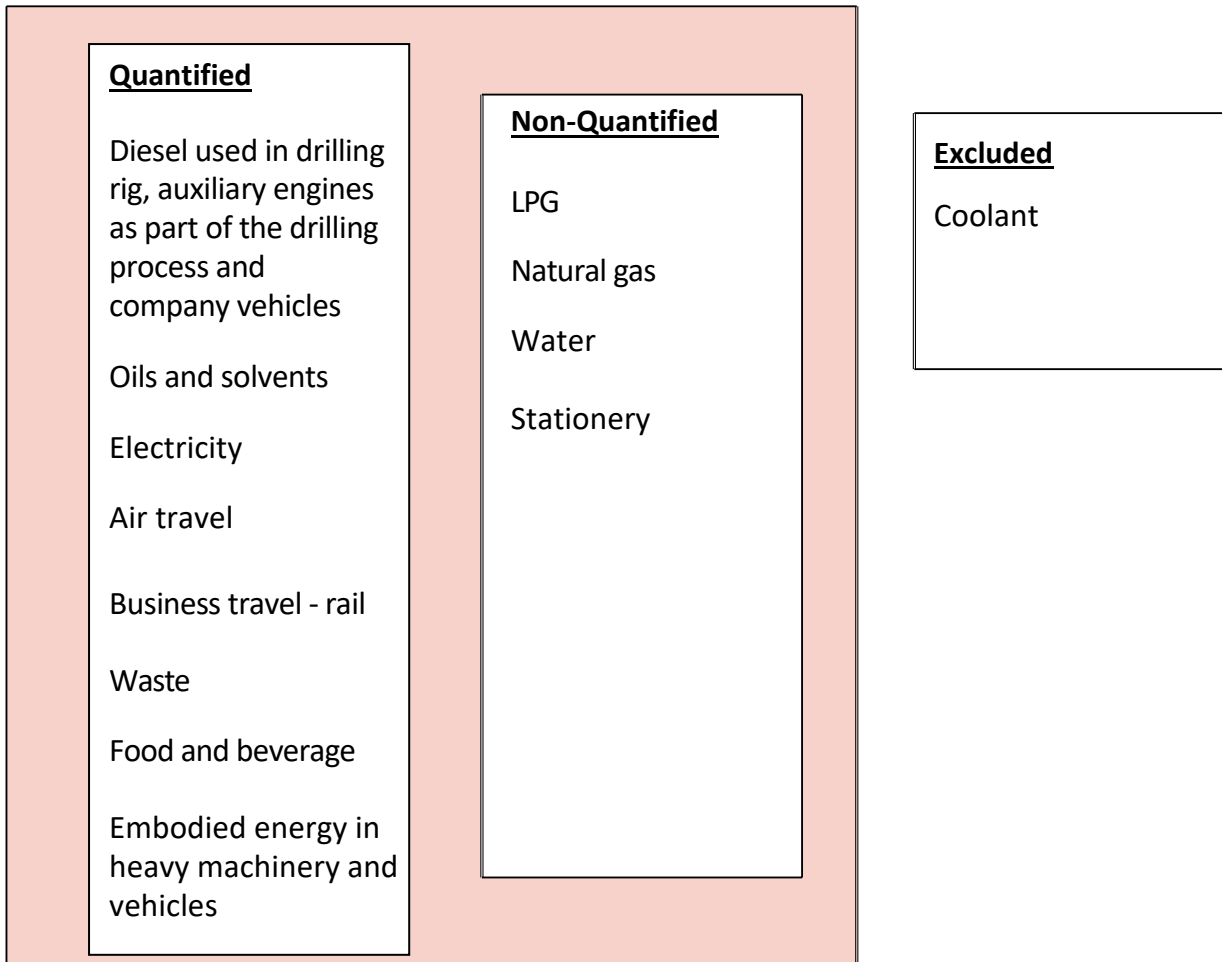 Quantified
Diesel used in drilling
rig, auxiliary engines
as part of the drilling
process and
company vehicles
Oils and solvents
Electricity
Air travel
Business travel - rail
Waste
Food and beverage
Embodied energy in
heavy machinery and
vehicles
Non-Quantified
LPG
Natural gas
Water
Stationery
Excluded
Coolant